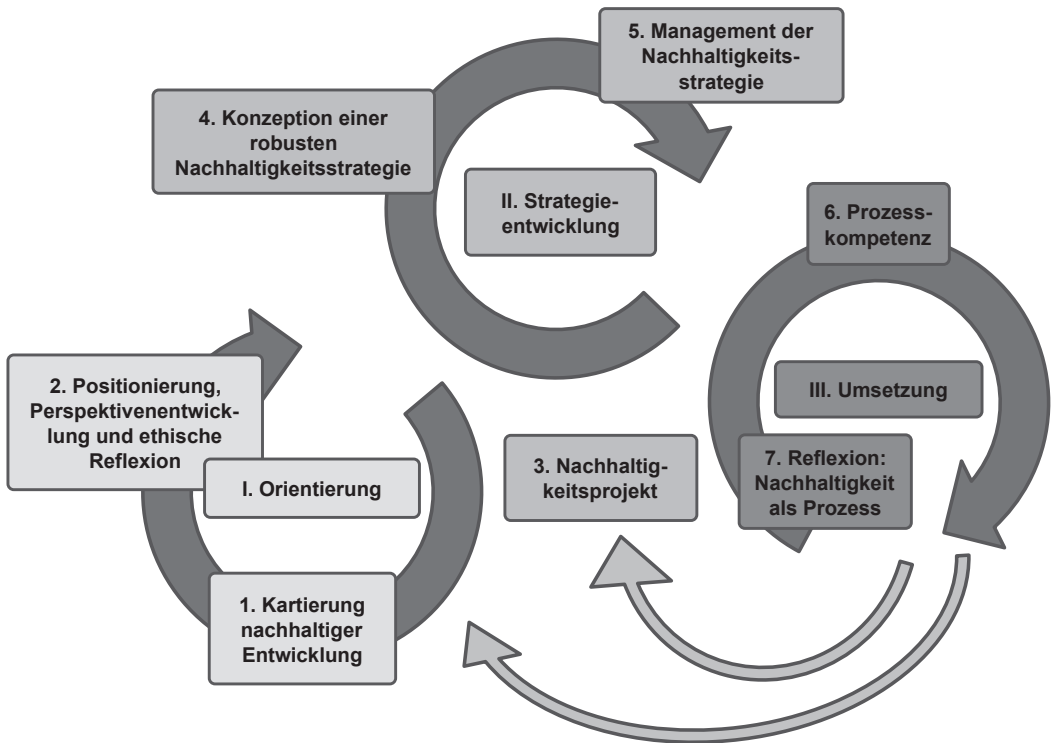 5. Management der
Nachhaltigkeits-
strategie
4. Konzeption einer
robusten
Nachhaltigkeitsstrategie
II. Strategie-
entwicklung
6. Prozess-
kompetenz
2. Positionierung,
Perspektivenentwick-
lung und ethische
Reflexion
III. Umsetzung
I. Orientierung
3. Nachhaltig-
keitsprojekt
7. Reflexion:
Nachhaltigkeit
als Prozess
1. Kartierung
nachhaltiger
Entwicklung